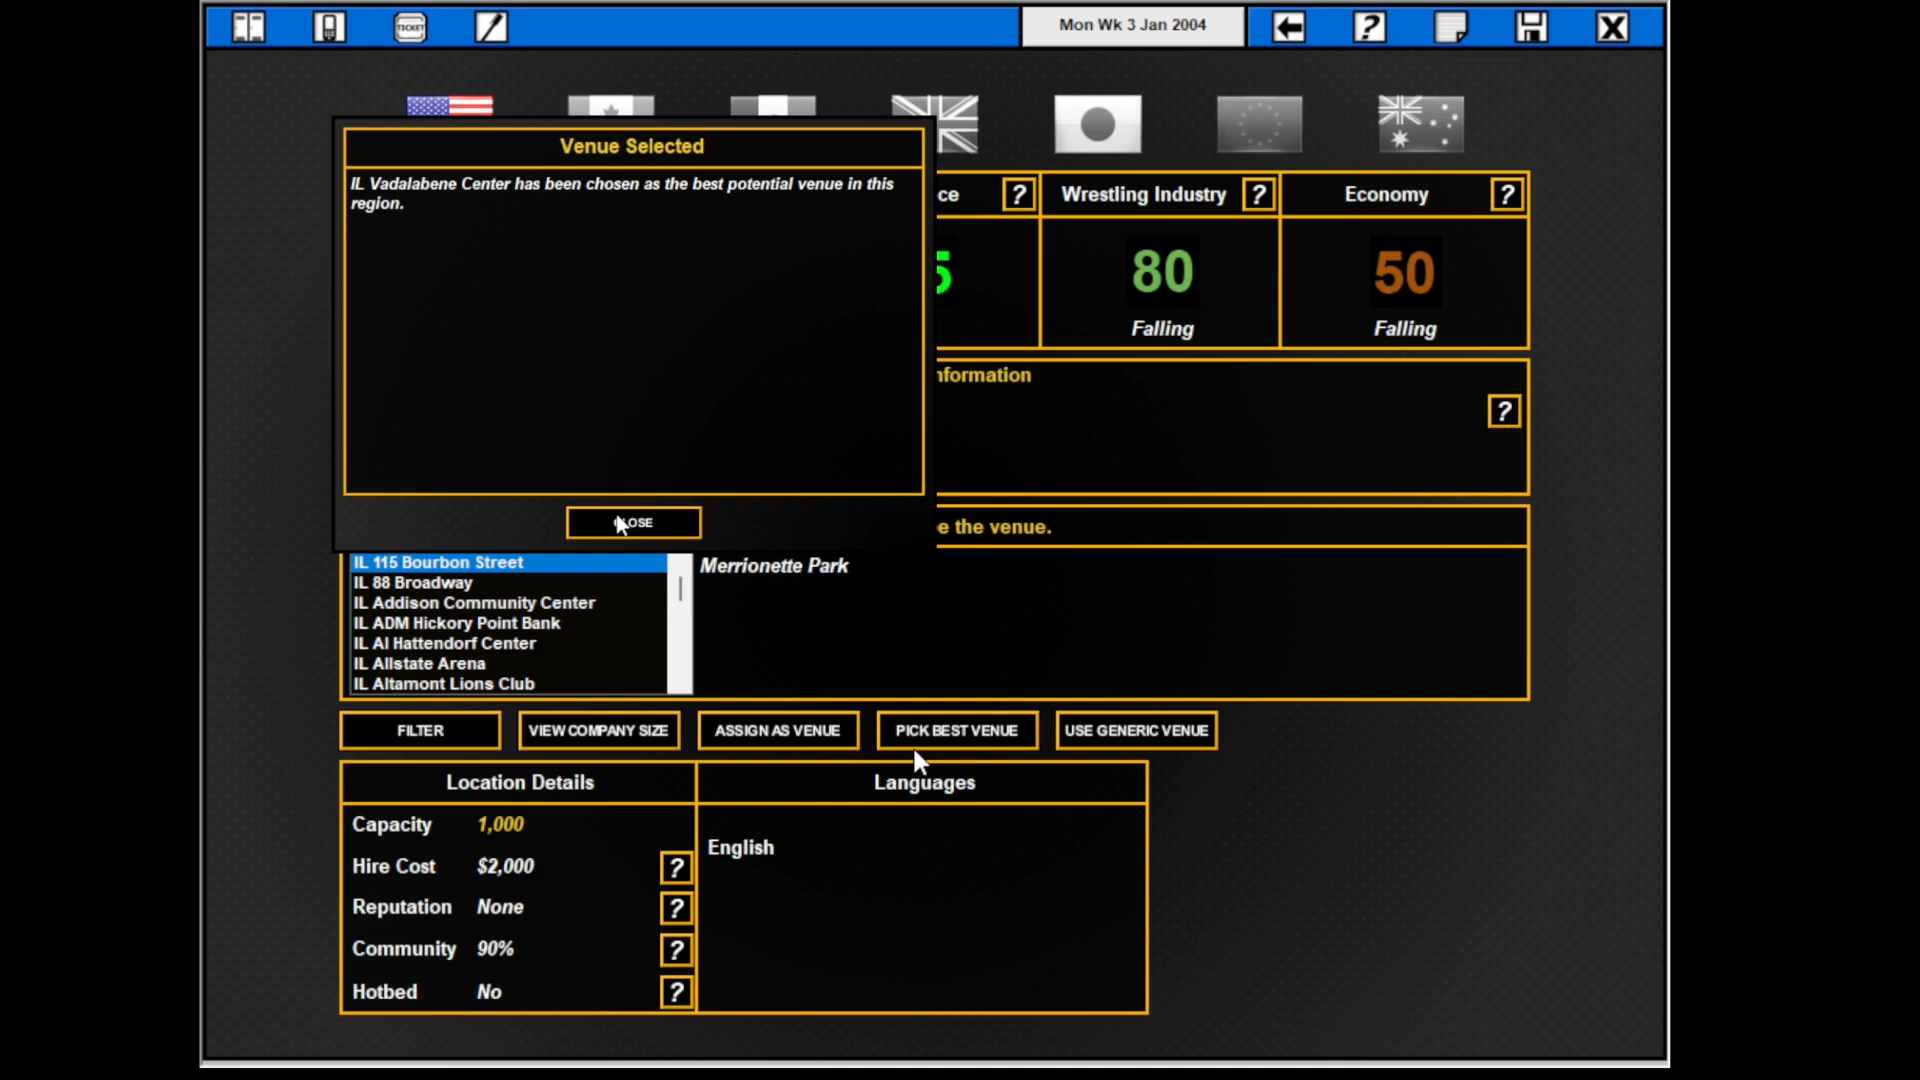 TICKET
Mon Wk 3 Jan 2004
?
Venue Selected
IL Vadalabene Center has been chosen as the best potential venue in this
region.
CLOSE
ce ?
Wrestling Industry ?
Economy ?
5
80
50
Falling
Falling
nformation
?
e the venue.
IL 115 Bourbon Street
IL 88 Broadway
IL Addison Community Center
IL ADM Hickory Point Bank
IL Al Hattendorf Center
IL Allstate Arena
IL Altamont Lions Club
Merrionette Park
FILTER
VIEW COMPANY SIZE
ASSIGN AS VENUE
PICK BEST VENUE
USE GENERIC VENUE
Location Details
Languages
Capacity 1,000
Hire Cost $2,000 ?
Reputation None ?
Community 90% ?
Hotbed No ?
English